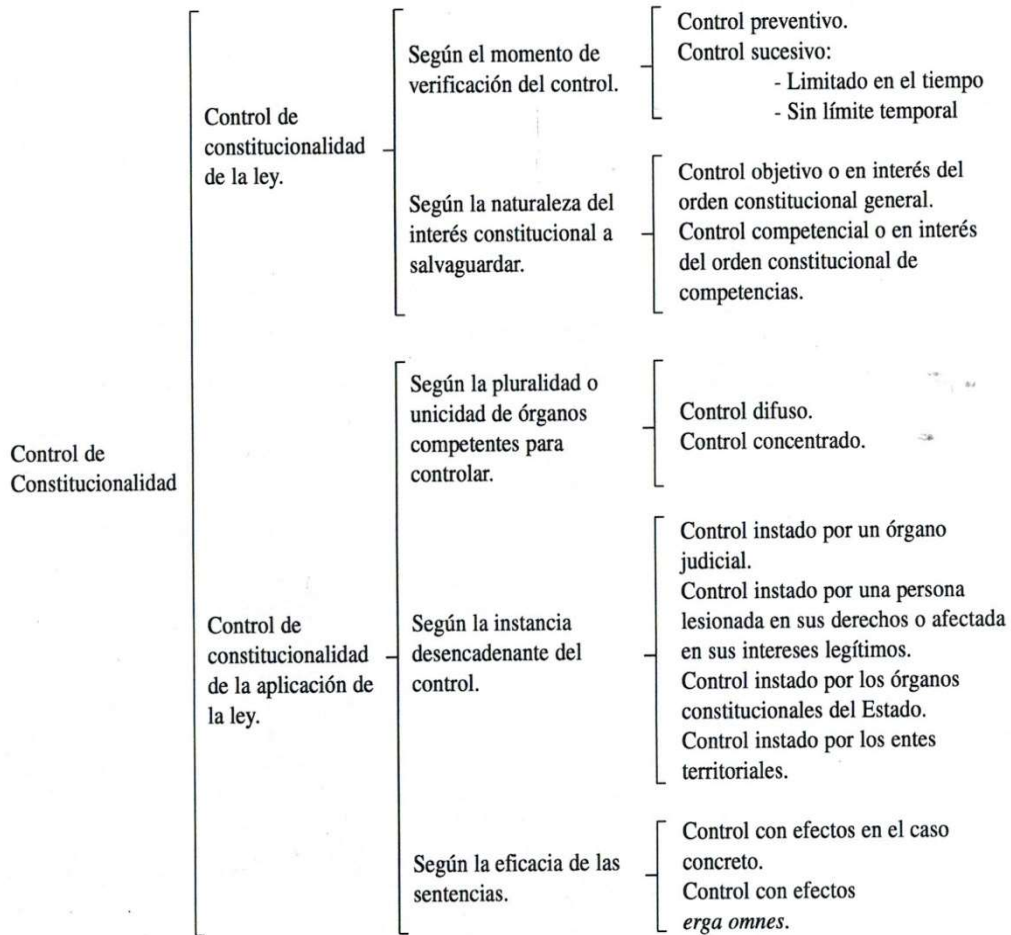 Control de
Constitucionalidad
Control de
constitucionalidad
de la ley.
Según el momento de
verificación del control.
Control preventivo.
Control sucesivo:
- Limitado en el tiempo
- Sin límite temporal
Según la naturaleza del
interés constitucional a
salvaguardar.
Control objetivo o en interés del
orden constitucional general.
Control competencial o en interés
del orden constitucional de
competencias.
Control de
constitucionalidad
de la aplicación de
la ley.
Según la pluralidad o
unicidad de órganos
competentes para
controlar.
Control difuso.
Control concentrado.
Según la instancia
desencadenante del
control.
Control instado por un órgano
judicial.
Control instado por una persona
lesionada en sus derechos o afectada
en sus intereses legítimos.
Control instado por los órganos
constitucionales del Estado.
Control instado por los entes
territoriales.
Según la eficacia de las
sentencias.
Control con efectos en el caso
concreto.
Control con efectos
erga omnes.